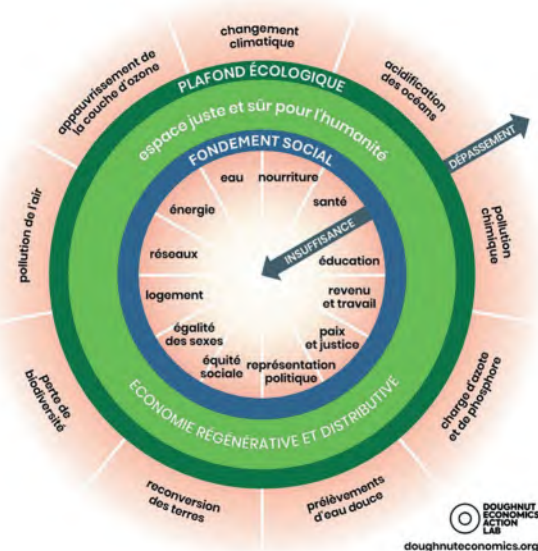 changement
climatique
acidification
des océans
pollution
chimique
charge d'azote
et de phosphore
prélèvements
d'eau douce
reconversion
des terres
perte de
biodiversité
pollution de l'air
appauvrissement de
la couche d'ozone
PLAFOND ÉCOLOGIQUE
espace juste et sûr pour l'humanité
FONDEMENT SOCIAL
DÉPASSEMENT
INSUFFISANCE
eau
nourriture
santé
éducation
revenu
et travail
paix
et justice
représentation
politique
équité
sociale
égalité
des sexes
logement
réseaux
énergie
ECONOMIE RÉGÉNÉRATIVE ET DISTRIBUTIVE
DOUGHNUT
ECONOMICS
ACTION
LAB
doughnuteconomics.org